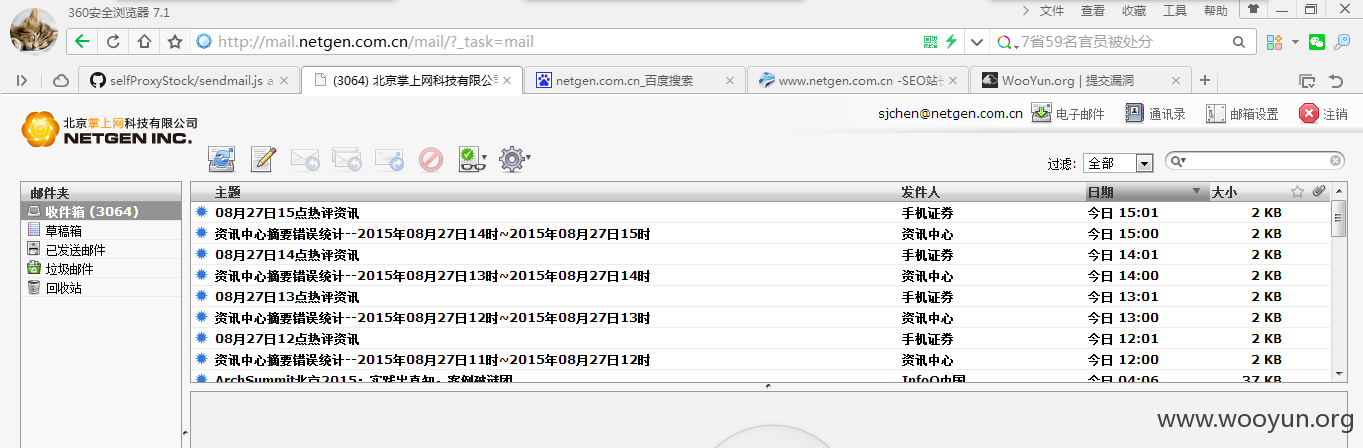 360安全浏览器 7.1
文件 查看 收藏 工具 帮助
http://mail.netgen.com.cn/mail/?_task=mail
7省59名官员被处分
selfProxyStock/sendmail.js a
(3064) 北京掌上网科技有限公司
netgen.com.cn_百度搜索
www.netgen.com.cn -SEO站长
WooYun.org | 提交漏洞
北京掌上网科技有限公司
NETGEN INC.
sjchen@netgen.com.cn 电子邮件 通讯录 邮箱设置 注销
过滤: 全部
邮件夹
收件箱 (3064)
草稿箱
已发送邮件
垃圾邮件
回收站
主题 发件人 日期 大小
08月27日15点热评资讯 手机证券 今日 15:01 2 KB
资讯中心摘要错误统计--2015年08月27日14时~2015年08月27日15时 资讯中心 今日 15:00 2 KB
08月27日14点热评资讯 手机证券 今日 14:01 2 KB
资讯中心摘要错误统计--2015年08月27日13时~2015年08月27日14时 资讯中心 今日 14:00 2 KB
08月27日13点热评资讯 手机证券 今日 13:01 2 KB
资讯中心摘要错误统计--2015年08月27日12时~2015年08月27日13时 资讯中心 今日 13:00 2 KB
08月27日12点热评资讯 手机证券 今日 12:01 2 KB
资讯中心摘要错误统计--2015年08月27日11时~2015年08月27日12时 资讯中心 今日 12:00 2 KB
ArchSummit北京2015：实践出真知，案例破谜团 InfoQ中国 今日 04:06 37 KB
www.wooyun.org